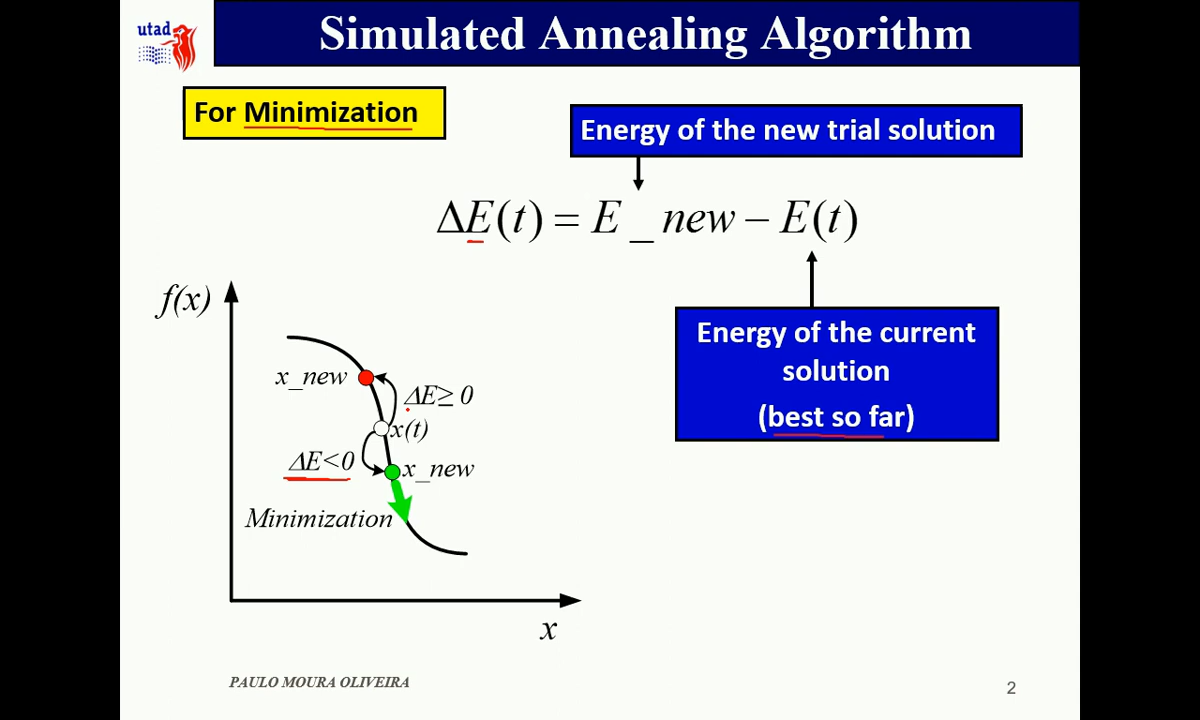 utad
Simulated Annealing Algorithm
For Minimization
Energy of the new trial solution
ΔE(t) = E _ new − E(t)
Energy of the current
solution
(best so far)
f(x)
x_new
ΔE≥ 0
x(t)
ΔE<0
x_new
Minimization
x
PAULO MOURA OLIVEIRA
2